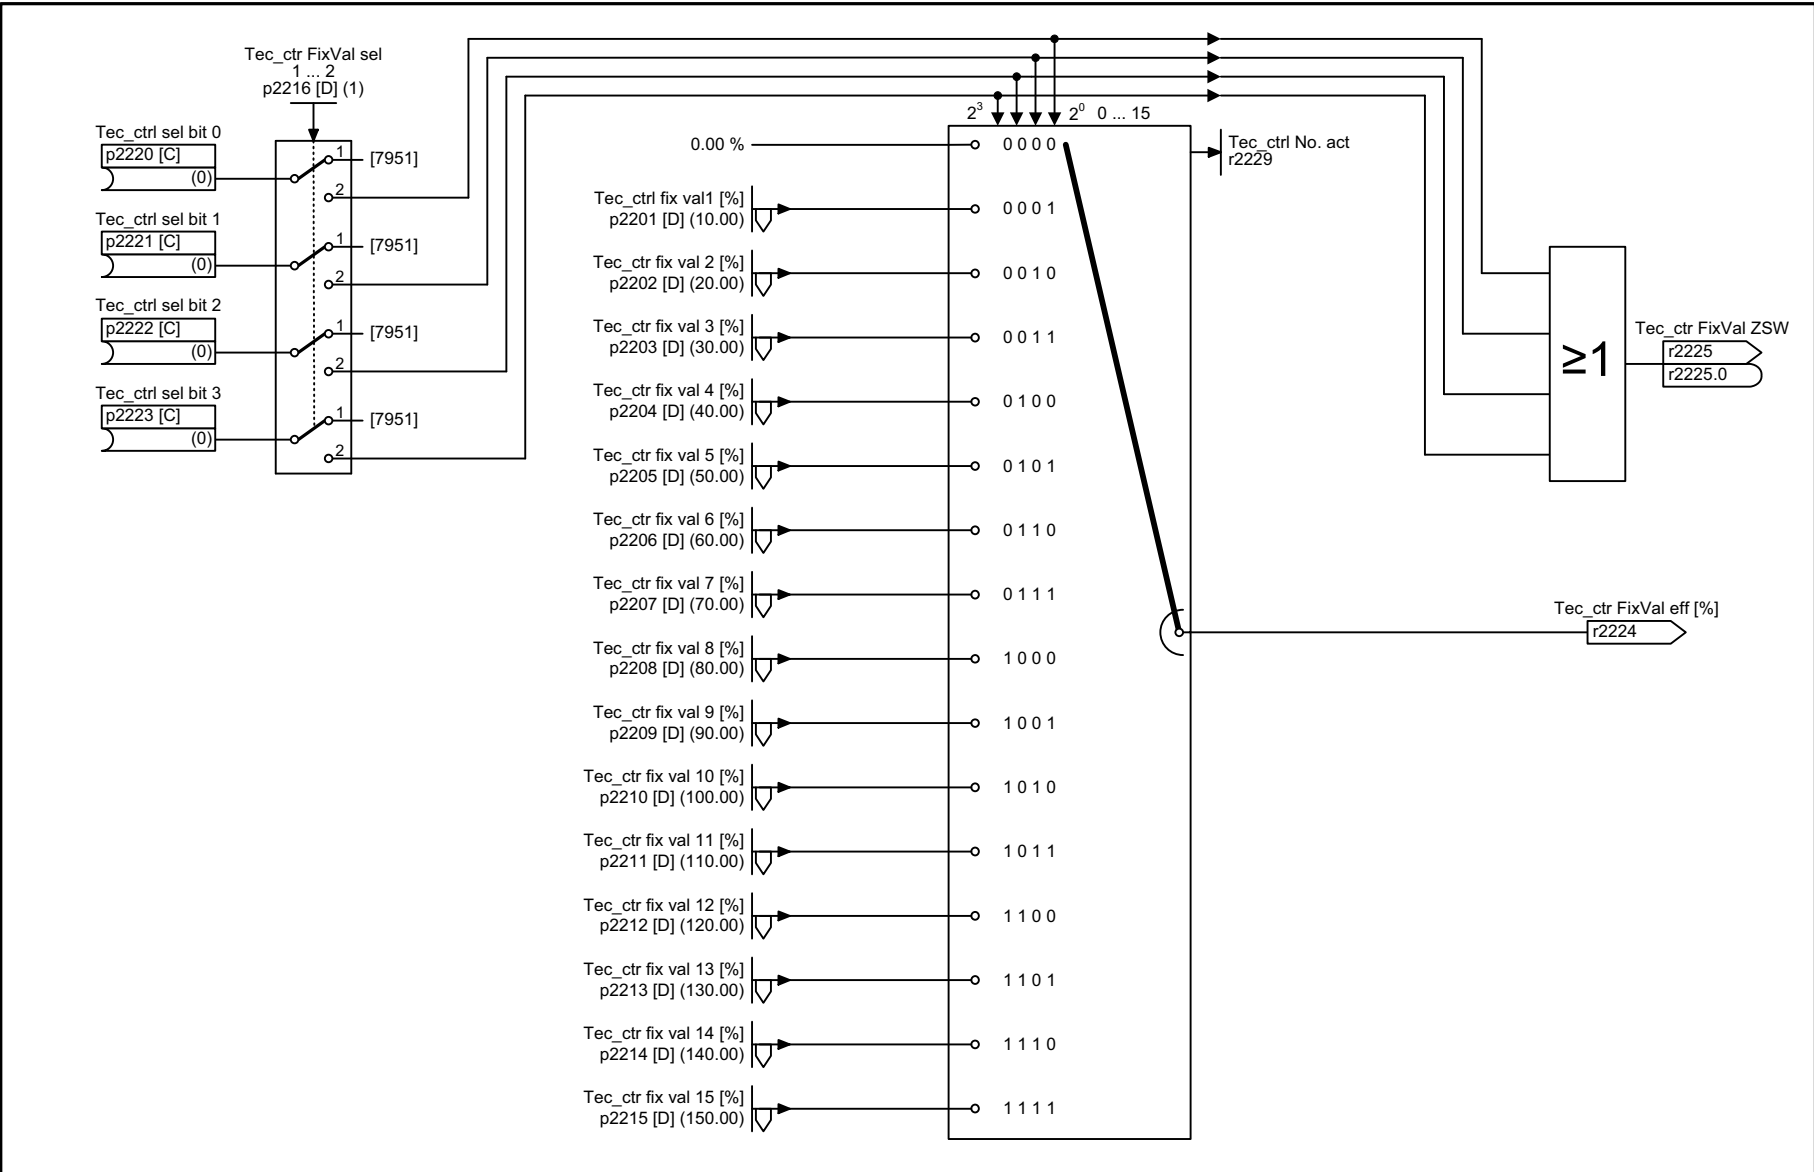 Tec_ctr FixVal sel
1 ... 2
p2216 [D] (1)
Tec_ctrl sel bit 0
p2220 [C]
(0)
1
[7951]
2
Tec_ctrl sel bit 1
p2221 [C]
(0)
1
[7951]
2
Tec_ctrl sel bit 2
p2222 [C]
(0)
1
[7951]
2
Tec_ctrl sel bit 3
p2223 [C]
(0)
1
[7951]
2
2³ 2⁰ 0 ... 15
0.00 %
0 0 0 0
Tec_ctrl No. act
r2229
Tec_ctrl fix val1 [%]
p2201 [D] (10.00)
0 0 0 1
Tec_ctr fix val 2 [%]
p2202 [D] (20.00)
0 0 1 0
Tec_ctr fix val 3 [%]
p2203 [D] (30.00)
0 0 1 1
Tec_ctr fix val 4 [%]
p2204 [D] (40.00)
0 1 0 0
Tec_ctr fix val 5 [%]
p2205 [D] (50.00)
0 1 0 1
Tec_ctr fix val 6 [%]
p2206 [D] (60.00)
0 1 1 0
Tec_ctr fix val 7 [%]
p2207 [D] (70.00)
0 1 1 1
Tec_ctr fix val 8 [%]
p2208 [D] (80.00)
1 0 0 0
Tec_ctr fix val 9 [%]
p2209 [D] (90.00)
1 0 0 1
Tec_ctr fix val 10 [%]
p2210 [D] (100.00)
1 0 1 0
Tec_ctr fix val 11 [%]
p2211 [D] (110.00)
1 0 1 1
Tec_ctr fix val 12 [%]
p2212 [D] (120.00)
1 1 0 0
Tec_ctr fix val 13 [%]
p2213 [D] (130.00)
1 1 0 1
Tec_ctr fix val 14 [%]
p2214 [D] (140.00)
1 1 1 0
Tec_ctr fix val 15 [%]
p2215 [D] (150.00)
1 1 1 1
≥1
Tec_ctr FixVal ZSW
r2225
r2225.0
Tec_ctr FixVal eff [%]
r2224